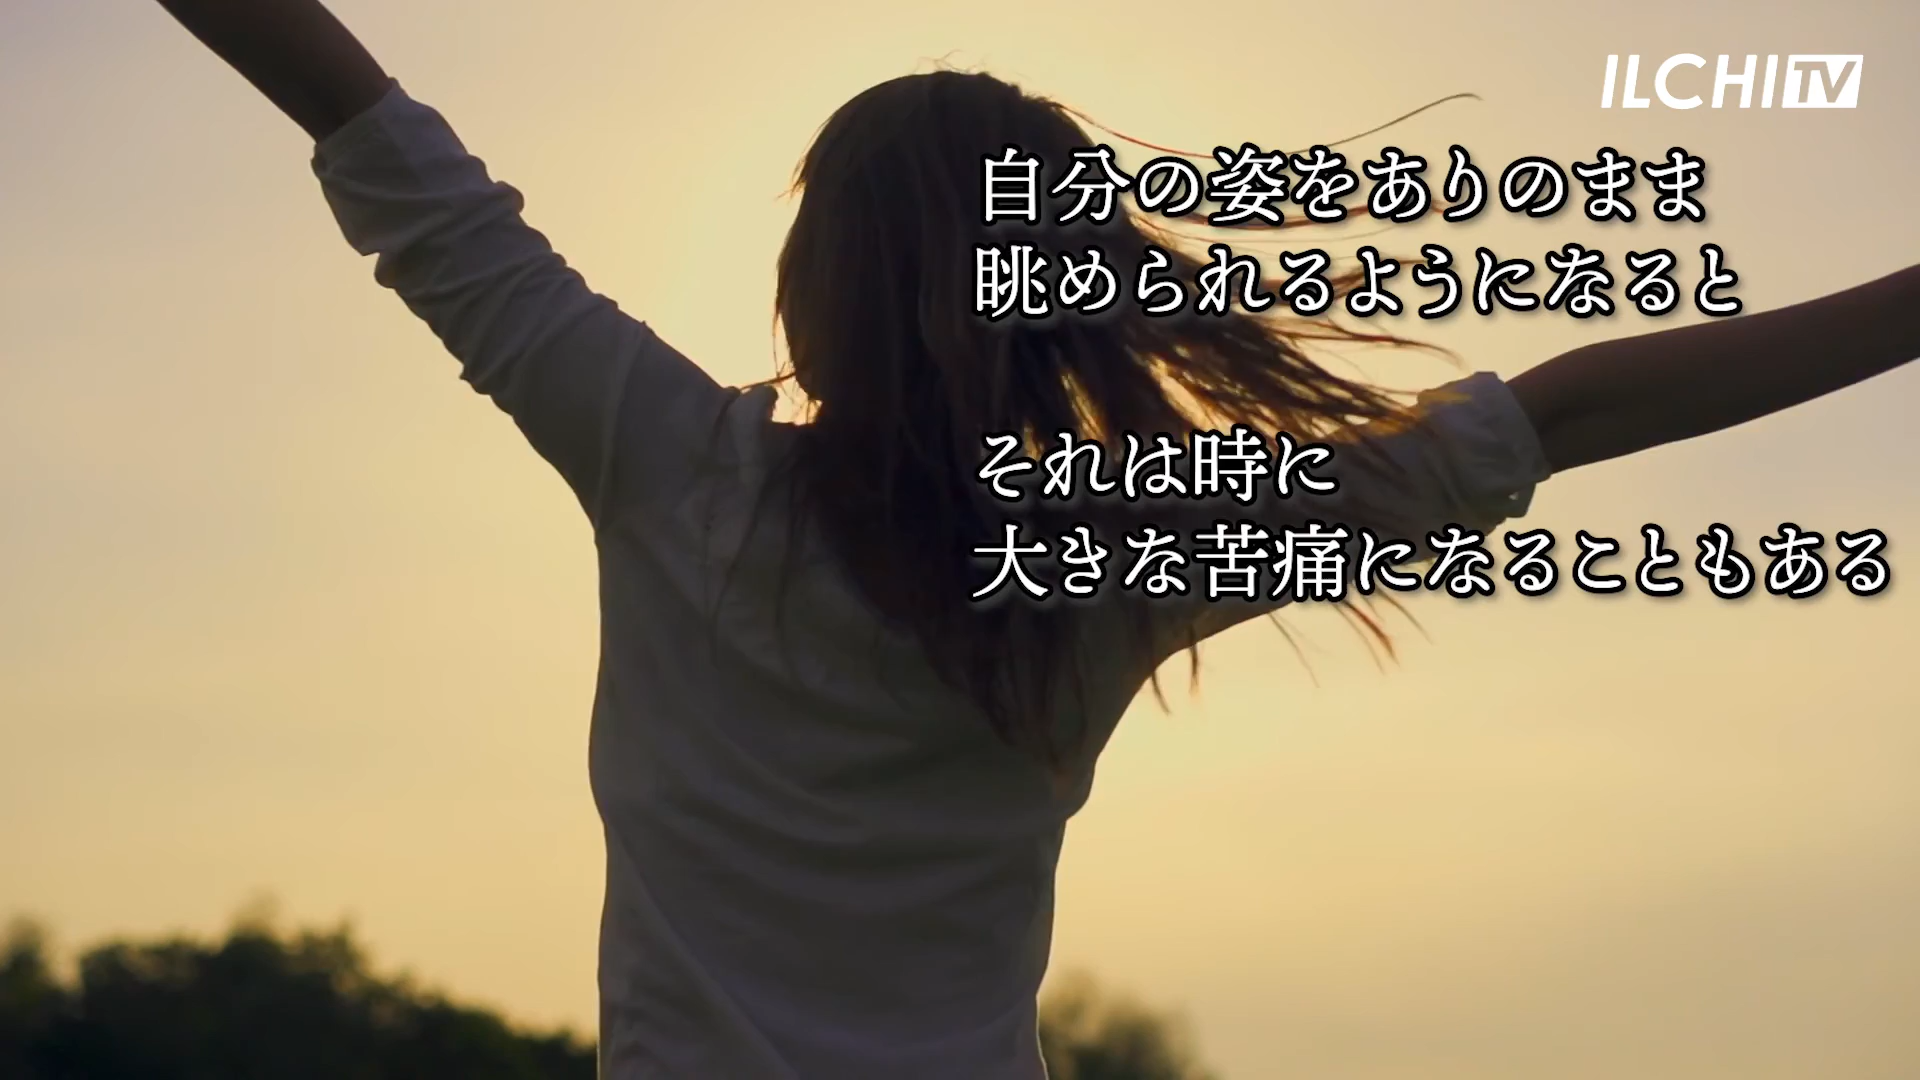 ILCHI TV
自分の姿をありのまま
眺められるようになると
それは時に
大きな苦痛になることもある